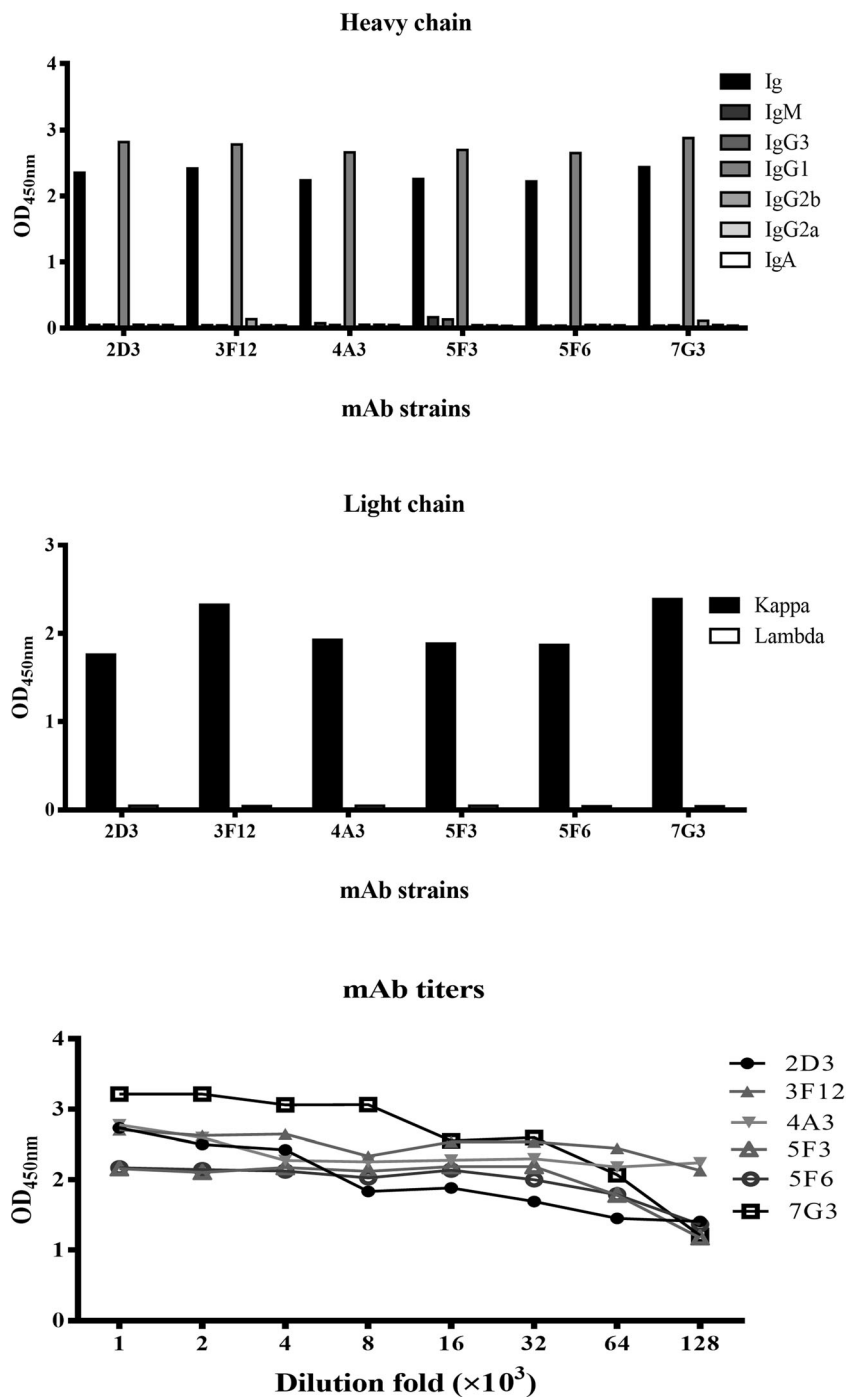 Heavy chain
OD450nm
4
3
2
1
0
2D3 3F12 4A3 5F3 5F6 7G3
mAb strains
Ig
IgM
IgG3
IgG1
IgG2b
IgG2a
IgA
Light chain
OD450nm
3
2
1
0
2D3 3F12 4A3 5F3 5F6 7G3
mAb strains
Kappa
Lambda
mAb titers
OD450nm
4
3
2
1
0
1 2 4 8 16 32 64 128
Dilution fold (×10³)
2D3
3F12
4A3
5F3
5F6
7G3